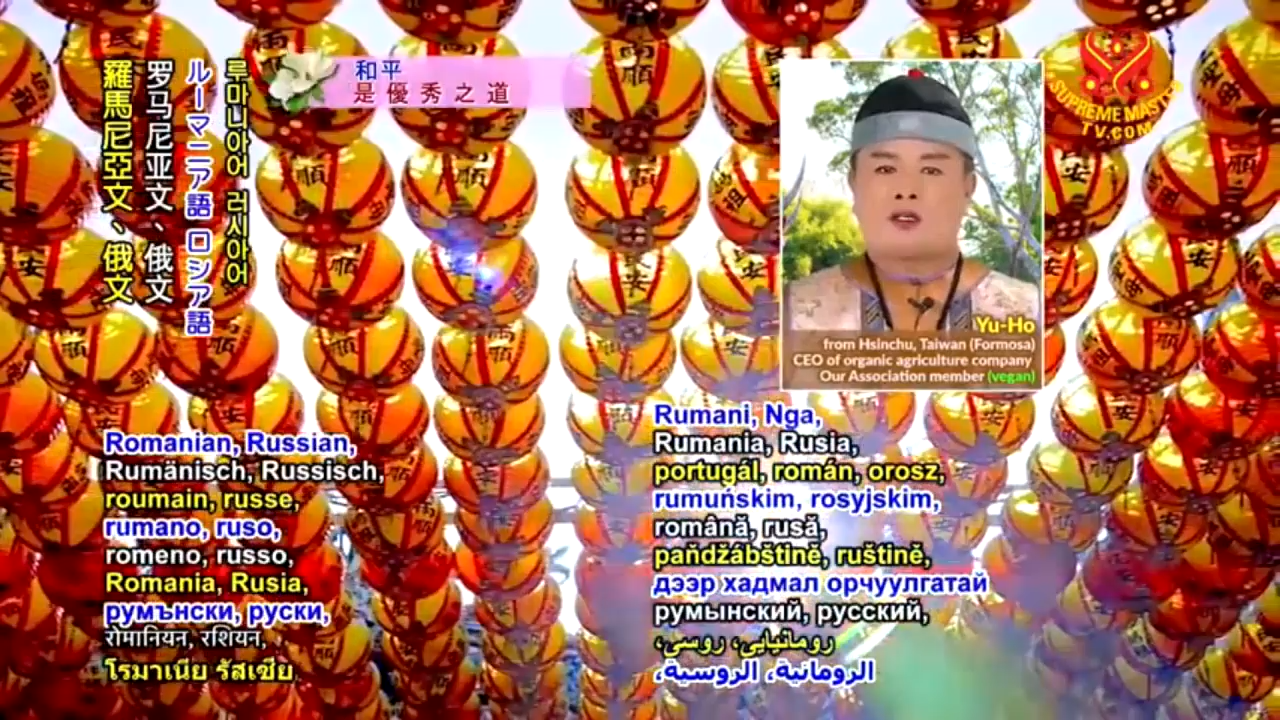 羅馬尼亞文、俄文
罗马尼亚文、俄文
ルーマニア語 ロシア語
루마니아어 러시아어
和平
是優秀之道
SUPREME MASTER
TV.COM
Yu-Ho
from Hsinchu, Taiwan (Formosa)
CEO of organic agriculture company
Our Association member (vegan)
Romanian, Russian,
Rumänisch, Russisch,
roumain, russe,
rumano, ruso,
romeno, russo,
Romania, Rusia,
румънски, руски,
रोमानियन, रशियन,
โรมาเนีย รัสเซีย
Rumani, Nga,
Rumania, Rusia,
portugál, román, orosz,
rumuńskim, rosyjskim,
română, rusă,
paňdžábštině, ruštině,
дээр хадмал орчуулгатай
румынский, русский,
رومانیایی، روسی،
الرومانية، الروسية،